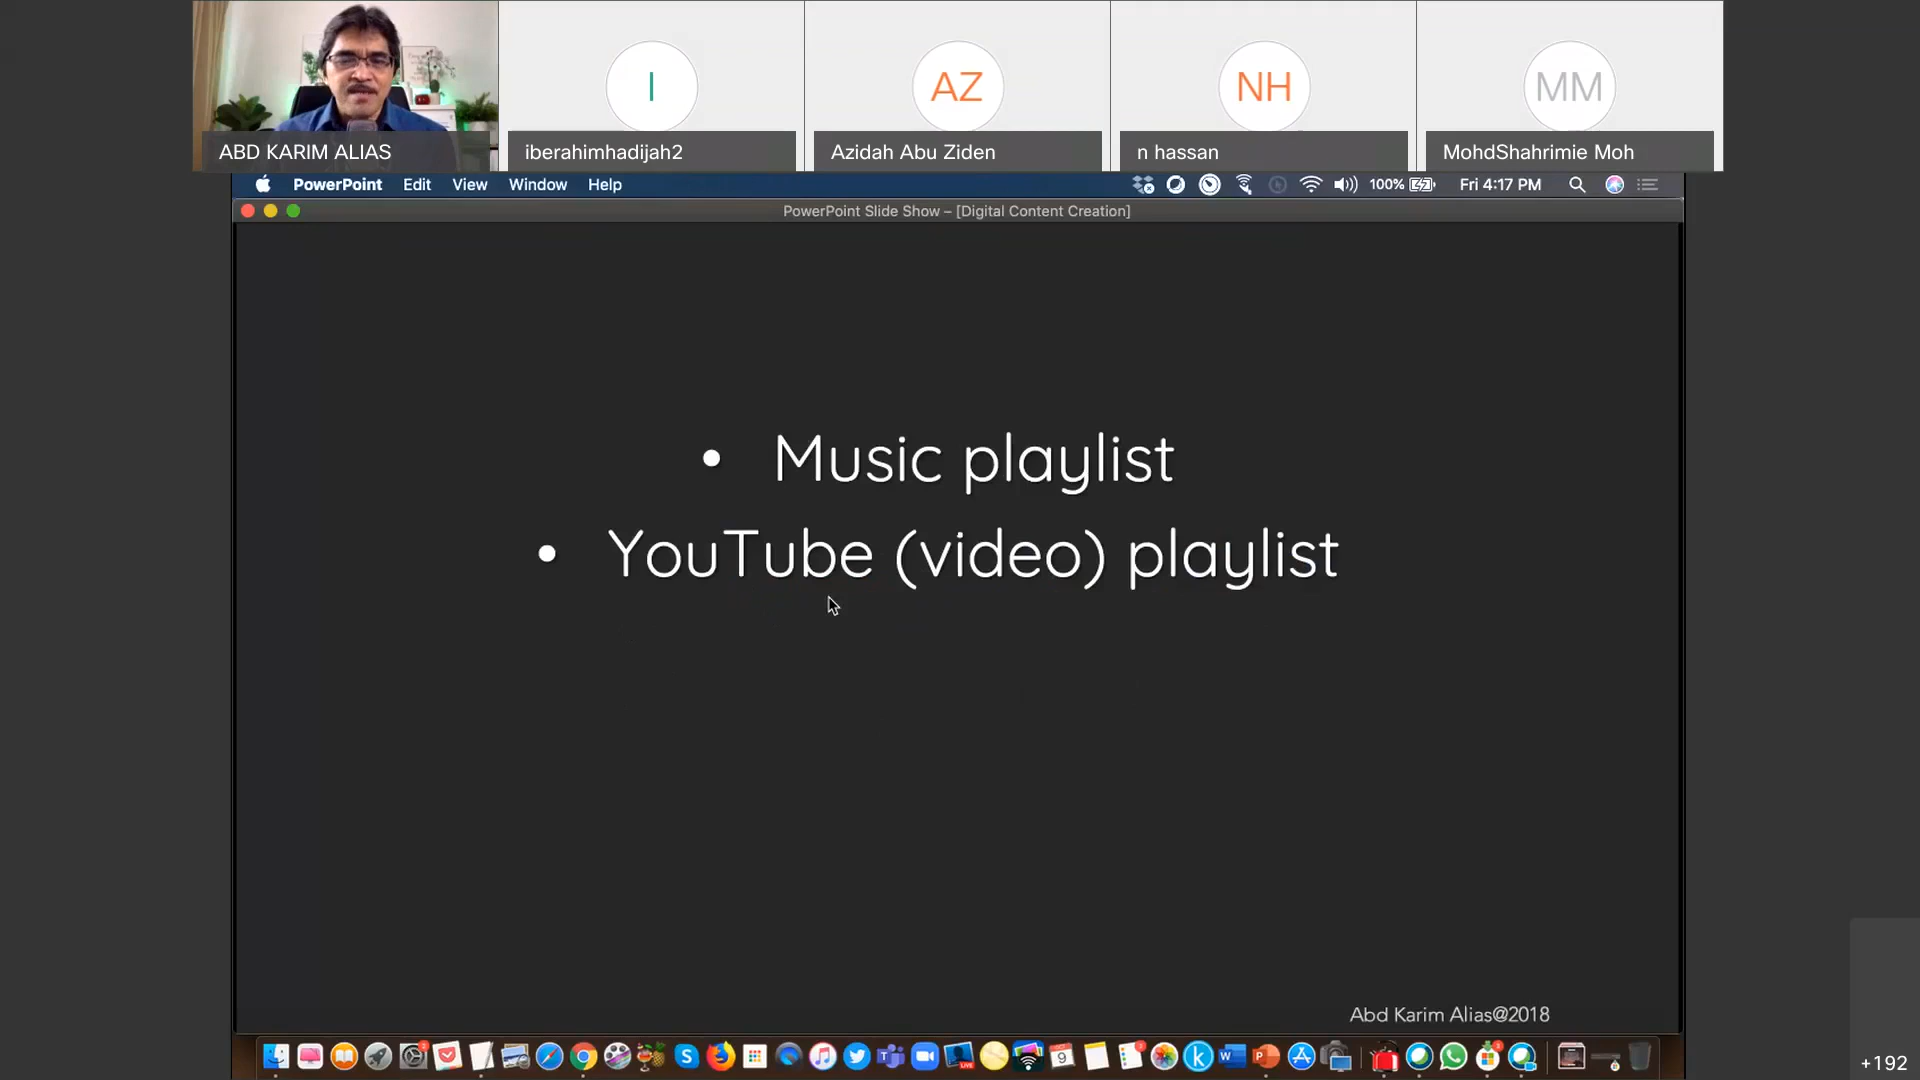 I
AZ
NH
MM
ABD KARIM ALIAS
iberahimhadijah2
Azidah Abu Ziden
n hassan
MohdShahrimie Moh
PowerPoint Edit View Window Help 100% Fri 4:17 PM
PowerPoint Slide Show – [Digital Content Creation]
• Music playlist
• YouTube (video) playlist
Abd Karim Alias@2018
+192